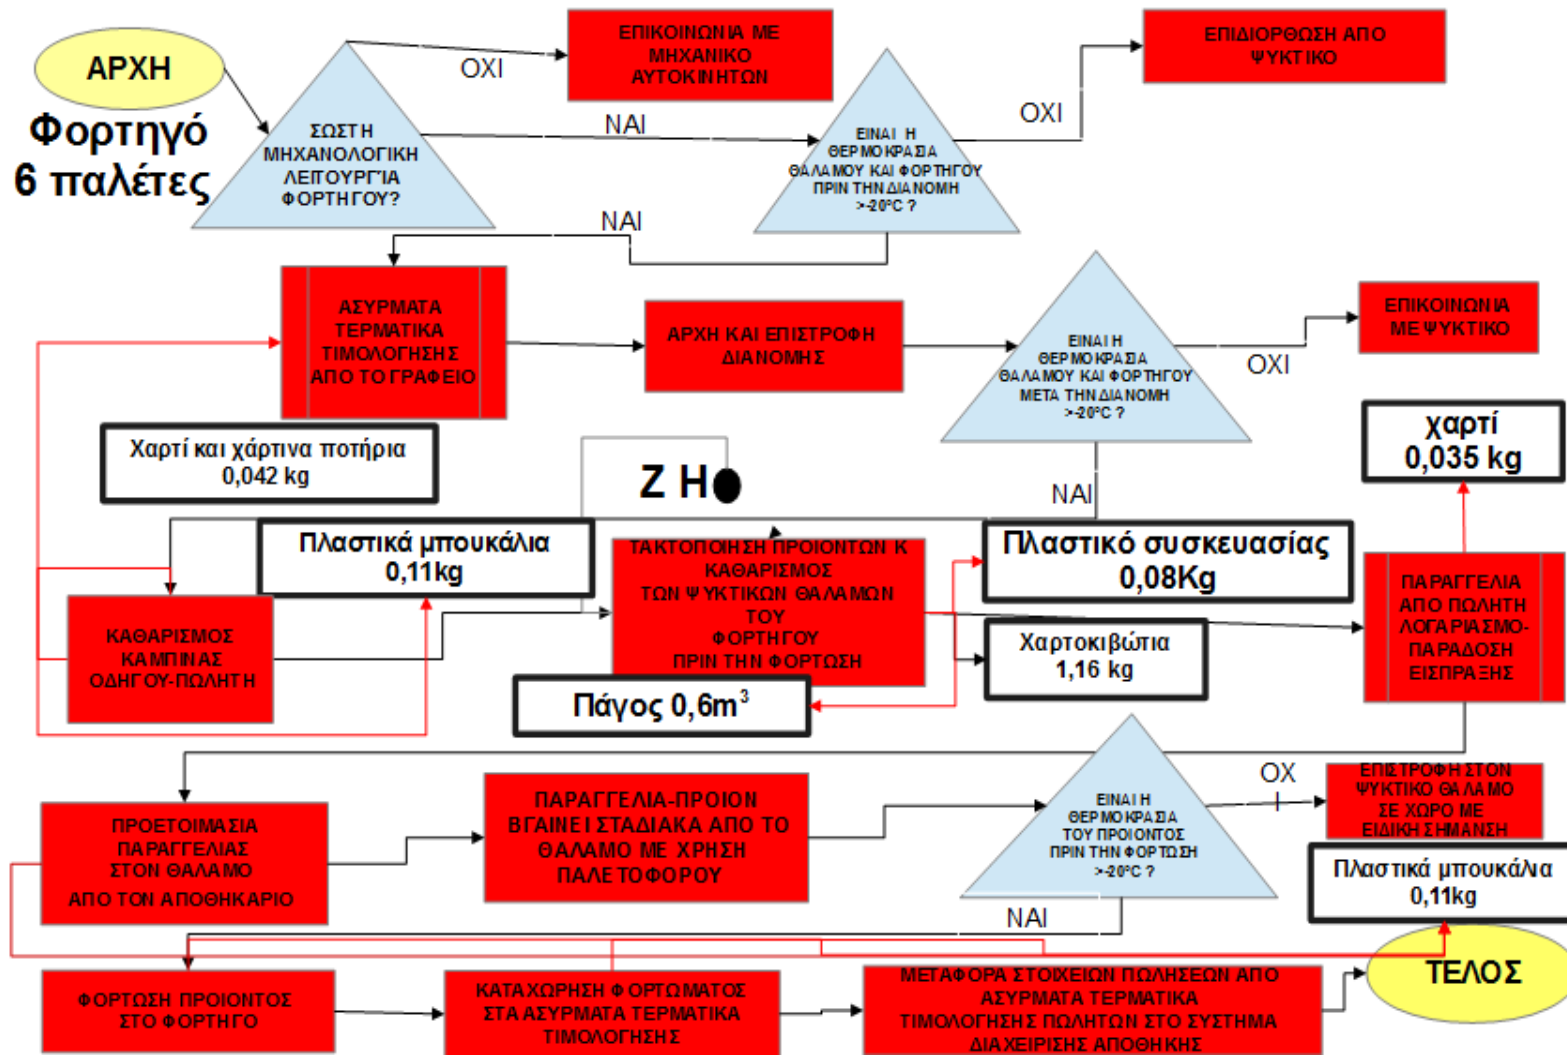 ΑΡΧΗ
Φορτηγό
6 παλέτες
ΣΩΣΤΗ
ΜΗΧΑΝΟΛΟΓΙΚΗ
ΛΕΙΤΟΥΡΓΊΑ
ΦΟΡΤΗΓΟΥ?
ΟΧΙ
ΕΠΙΚΟΙΝΩΝΙΑ ΜΕ
ΜΗΧΑΝΙΚΟ
ΑΥΤΟΚΙΝΗΤΩΝ
ΝΑΙ
ΕΙΝΑΙ Η
ΘΕΡΜΟΚΡΑΣΙΑ
ΘΑΛΑΜΟΥ ΚΑΙ ΦΟΡΤΗΓΟΥ
ΠΡΙΝ ΤΗΝ ΔΙΑΝΟΜΗ
>-20°C ?
ΟΧΙ
ΕΠΙΔΙΟΡΘΩΣΗ ΑΠΟ
ΨΥΚΤΙΚΟ
ΝΑΙ
ΑΣΥΡΜΑΤΑ
ΤΕΡΜΑΤΙΚΑ
ΤΙΜΟΛΟΓΗΣΗΣ
ΑΠΟ ΤΟ ΓΡΑΦΕΙΟ
ΑΡΧΗ ΚΑΙ ΕΠΙΣΤΡΟΦΗ
ΔΙΑΝΟΜΗΣ
ΕΙΝΑΙ Η
ΘΕΡΜΟΚΡΑΣΙΑ
ΘΑΛΑΜΟΥ ΚΑΙ ΦΟΡΤΗΓΟΥ
ΜΕΤΑ ΤΗΝ ΔΙΑΝΟΜΗ
>-20°C ?
ΟΧΙ
ΕΠΙΚΟΙΝΩΝΙΑ
ΜΕ ΨΥΚΤΙΚΟ
Χαρτί και χάρτινα ποτήρια
0,042 kg
Ζ Η
ΝΑΙ
χαρτί
0,035 kg
Πλαστικά μπουκάλια
0,11kg
ΤΑΚΤΟΠΟΙΗΣΗ ΠΡΟΙΟΝΤΩΝ Κ
ΚΑΘΑΡΙΣΜΟΣ
ΤΩΝ ΨΥΚΤΙΚΩΝ ΘΑΛΑΜΩΝ
ΤΟΥ
ΦΟΡΤΗΓΟΥ
ΠΡΙΝ ΤΗΝ ΦΟΡΤΩΣΗ
Πλαστικό συσκευασίας
0,08Kg
ΠΑΡΑΓΓΕΛΙΑ
ΑΠΟ ΠΩΛΗΤΗ
ΛΟΓΑΡΙΑΣΜΟ-
ΠΑΡΑΔΟΣΗ
ΕΙΣΠΡΑΞΗΣ
ΚΑΘΑΡΙΣΜΟΣ
ΚΑΜΠΙΝΑΣ
ΟΔΗΓΟΥ-ΠΩΛΗΤΗ
Χαρτοκιβώτια
1,16 kg
Πάγος 0,6m³
ΠΡΟΕΤΟΙΜΑΣΙΑ
ΠΑΡΑΓΓΕΛΙΑΣ
ΣΤΟΝ ΘΑΛΑΜΟ
ΑΠΟ ΤΟΝ ΑΠΟΘΗΚΑΡΙΟ
ΠΑΡΑΓΓΕΛΙΑ-ΠΡΟΙΟΝ
ΒΓΑΙΝΕΙ ΣΤΑΔΙΑΚΑ ΑΠΟ ΤΟ
ΘΑΛΑΜΟ ΜΕ ΧΡΗΣΗ
ΠΑΛΕΤΟΦΟΡΟΥ
ΕΙΝΑΙ Η
ΘΕΡΜΟΚΡΑΣΙΑ
ΤΟΥ ΠΡΟΙΟΝΤΟΣ
ΠΡΙΝ ΤΗΝ ΦΟΡΤΩΣΗ
>-20°C ?
ΟΧ
Ι
ΕΠΙΣΤΡΟΦΗ ΣΤΟΝ
ΨΥΚΤΙΚΟ ΘΑΛΑΜΟ
ΣΕ ΧΩΡΟ ΜΕ
ΕΙΔΙΚΗ ΣΗΜΑΝΣΗ
Πλαστικά μπουκάλια
0,11kg
ΝΑΙ
ΦΟΡΤΩΣΗ ΠΡΟΙΟΝΤΟΣ
ΣΤΟ ΦΟΡΤΗΓΟ
ΚΑΤΑΧΩΡΗΣΗ ΦΟΡΤΩΜΑΤΟΣ
ΣΤΑ ΑΣΥΡΜΑΤΑ ΤΕΡΜΑΤΙΚΑ
ΤΙΜΟΛΟΓΗΣΗΣ
ΜΕΤΑΦΟΡΑ ΣΤΟΙΧΕΙΩΝ ΠΩΛΗΣΕΩΝ ΑΠΟ
ΑΣΥΡΜΑΤΑ ΤΕΡΜΑΤΙΚΑ
ΤΙΜΟΛΟΓΗΣΗΣ ΠΩΛΗΤΩΝ ΣΤΟ ΣΥΣΤΗΜΑ
ΔΙΑΧΕΙΡΙΣΗΣ ΑΠΟΘΗΚΗΣ
ΤΕΛΟΣ